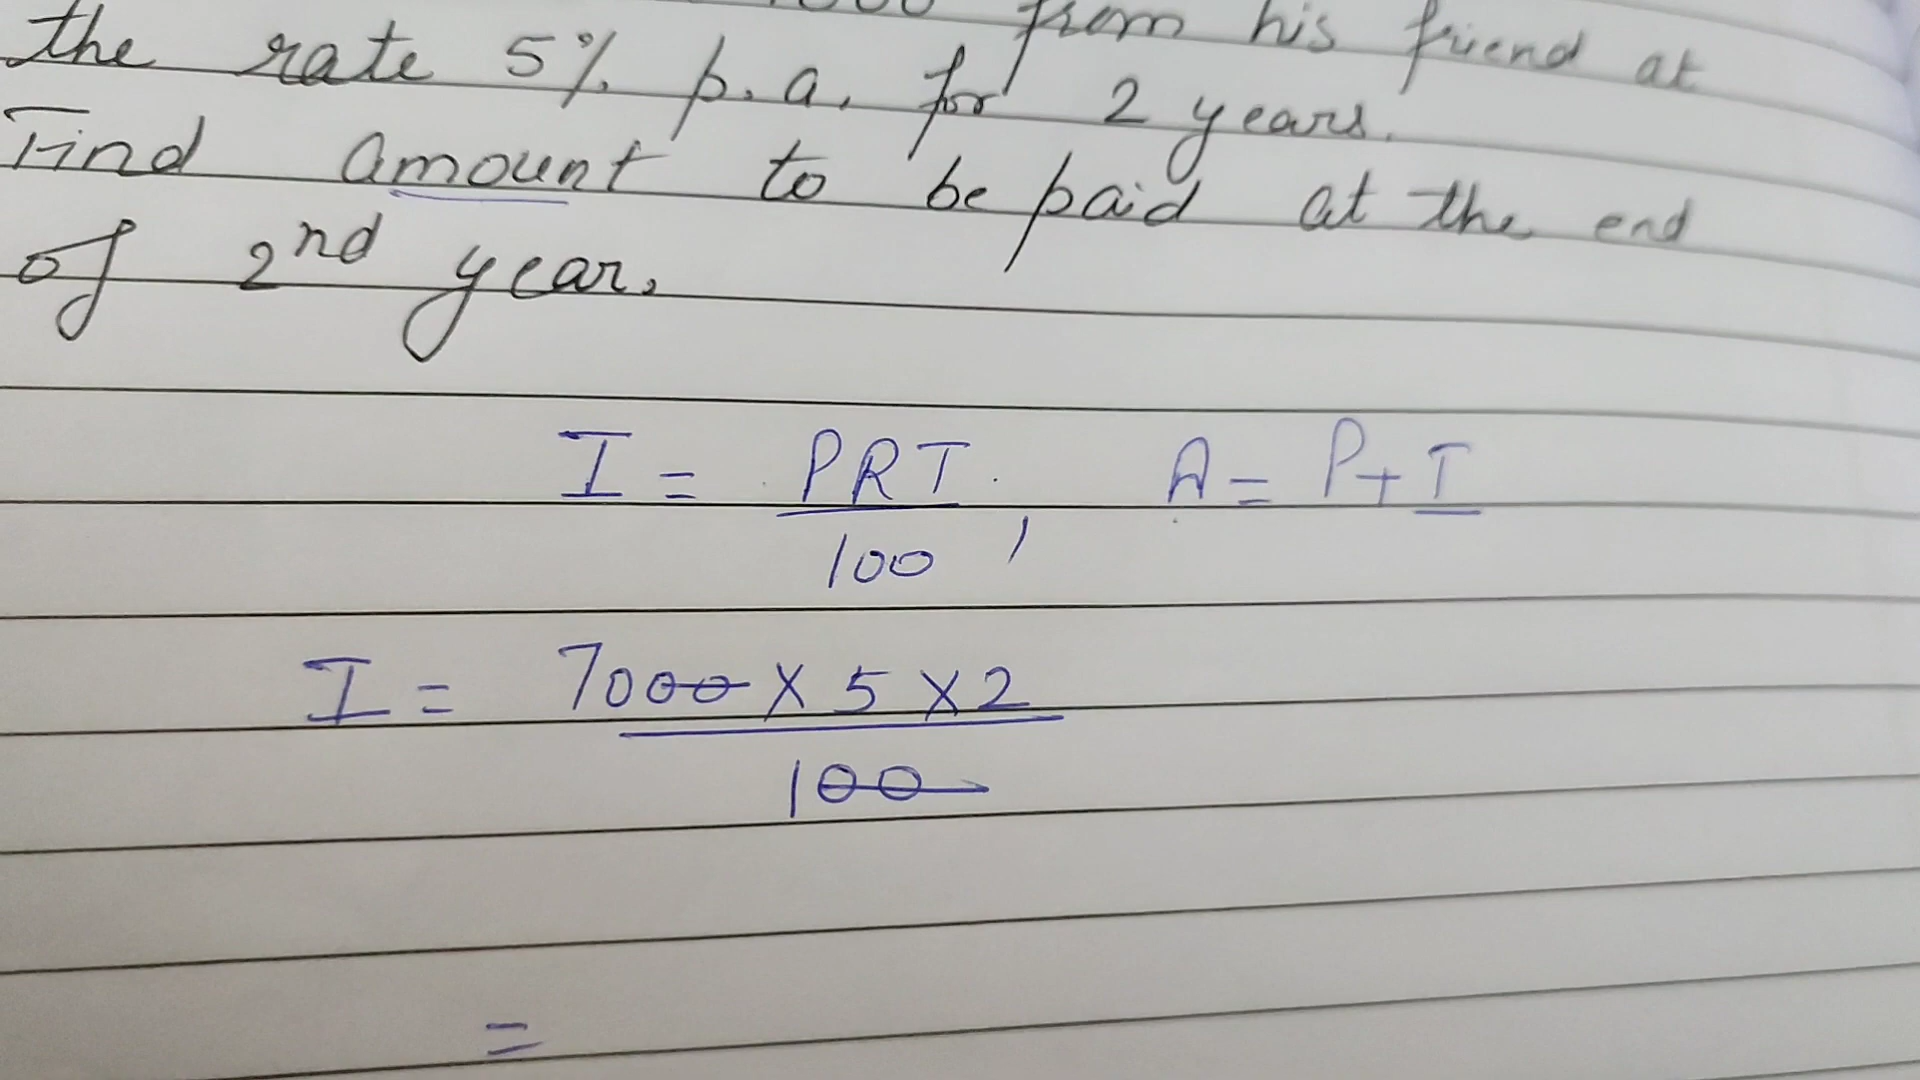 from his friend at
the rate 5% p.a. for 2 years.
Find amount to be paid at the end
of 2nd year.
I = PRT/100 , A = P+I
I = 7000 X 5 X 2 / 100
=